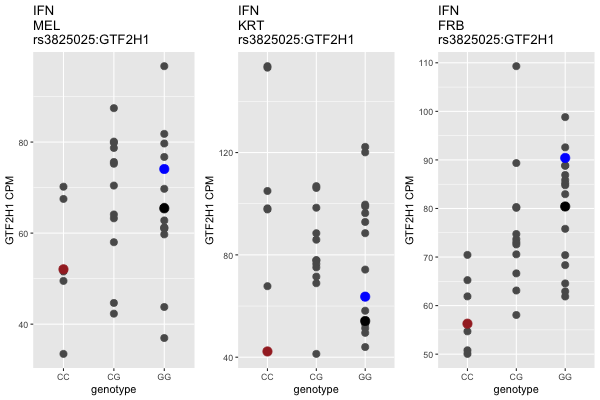 IFN
MEL
rs3825025:GTF2H1
GTF2H1 CPM
80
60
40
CC
CG
GG
genotype
IFN
KRT
rs3825025:GTF2H1
GTF2H1 CPM
120
80
40
CC
CG
GG
genotype
IFN
FRB
rs3825025:GTF2H1
GTF2H1 CPM
110
100
90
80
70
60
50
CC
CG
GG
genotype